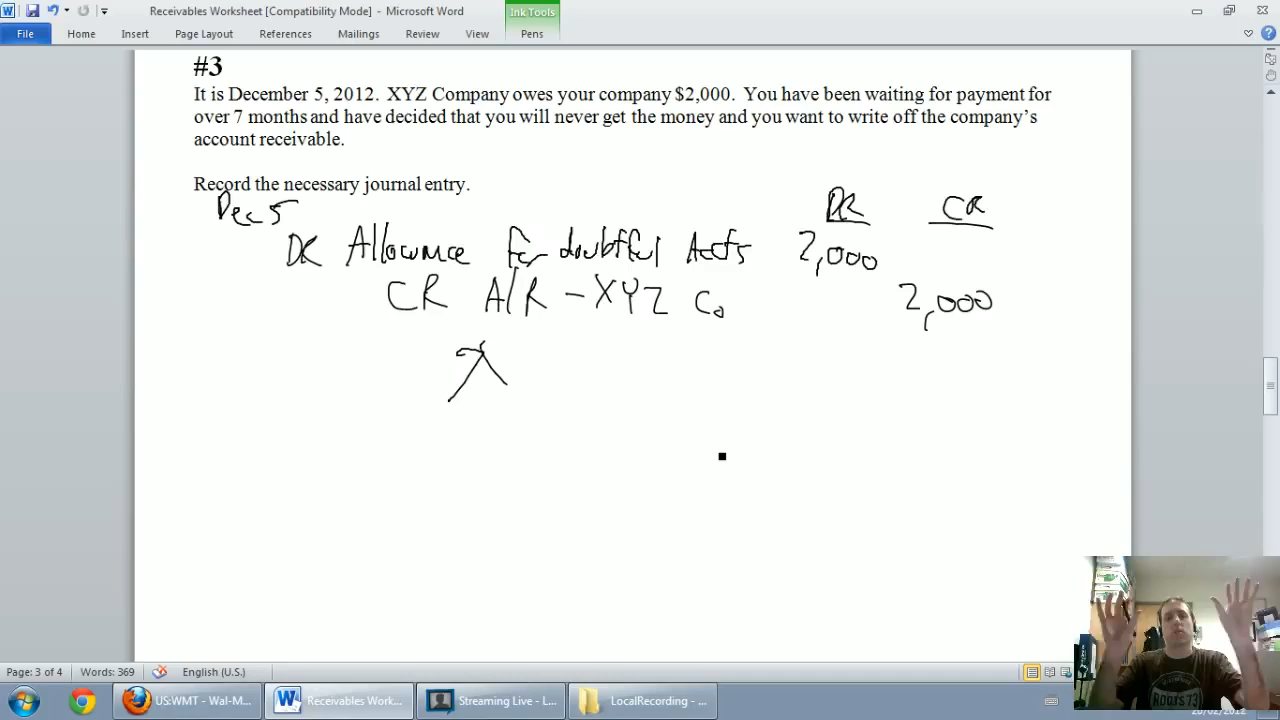 Receivables Worksheet [Compatibility Mode] - Microsoft Word
Ink Tools
File Home Insert Page Layout References Mailings Review View Pens
#3
It is December 5, 2012. XYZ Company owes your company $2,000. You have been waiting for payment for
over 7 months and have decided that you will never get the money and you want to write off the company's
account receivable.
Record the necessary journal entry.
Dec 5
DR CR
DR Allowance for doubtful Accts 2,000
CR A/R - XYZ Co 2,000
ROOTS 73
Page: 3 of 4 Words: 369 English (U.S.)
US:WMT - Wal-M... Receivables Work... Streaming Live - L... LocalRecording - ...
20/02/2012